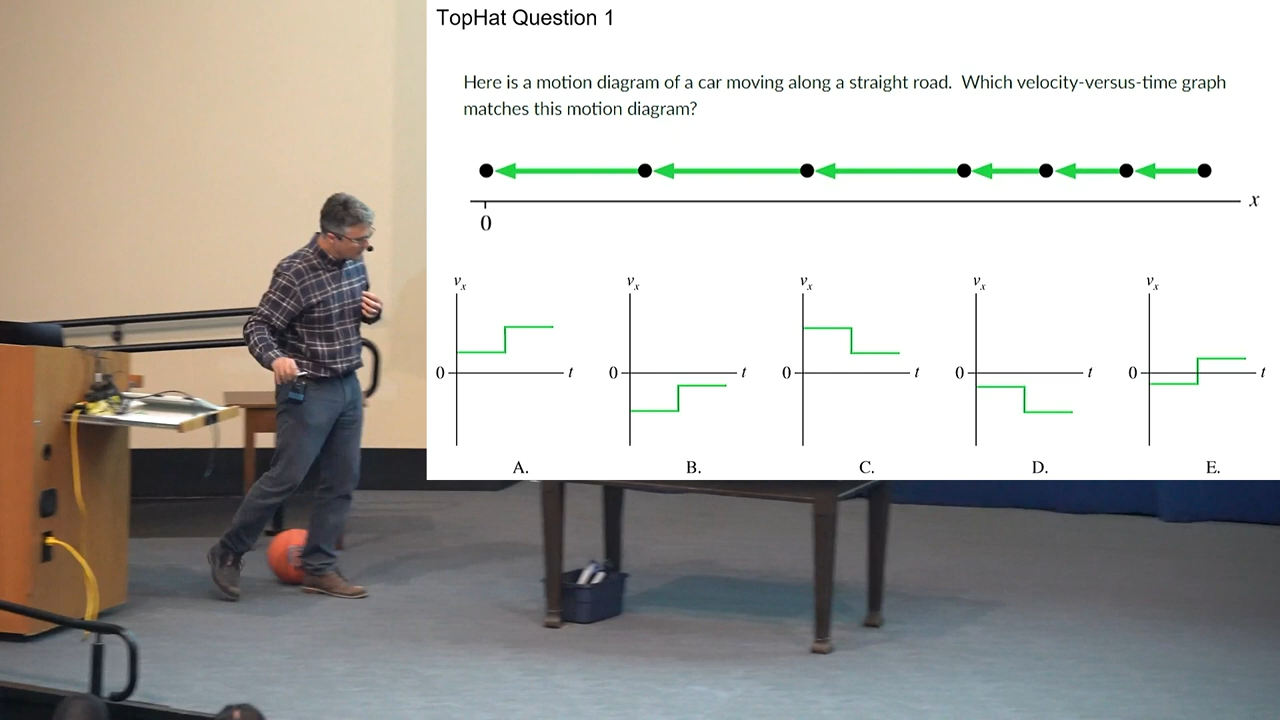 TopHat Question 1
Here is a motion diagram of a car moving along a straight road. Which velocity-versus-time graph
matches this motion diagram?
x
0
vx vx vx vx vx
0 t 0 t 0 t 0 t 0 t
A. B. C. D. E.